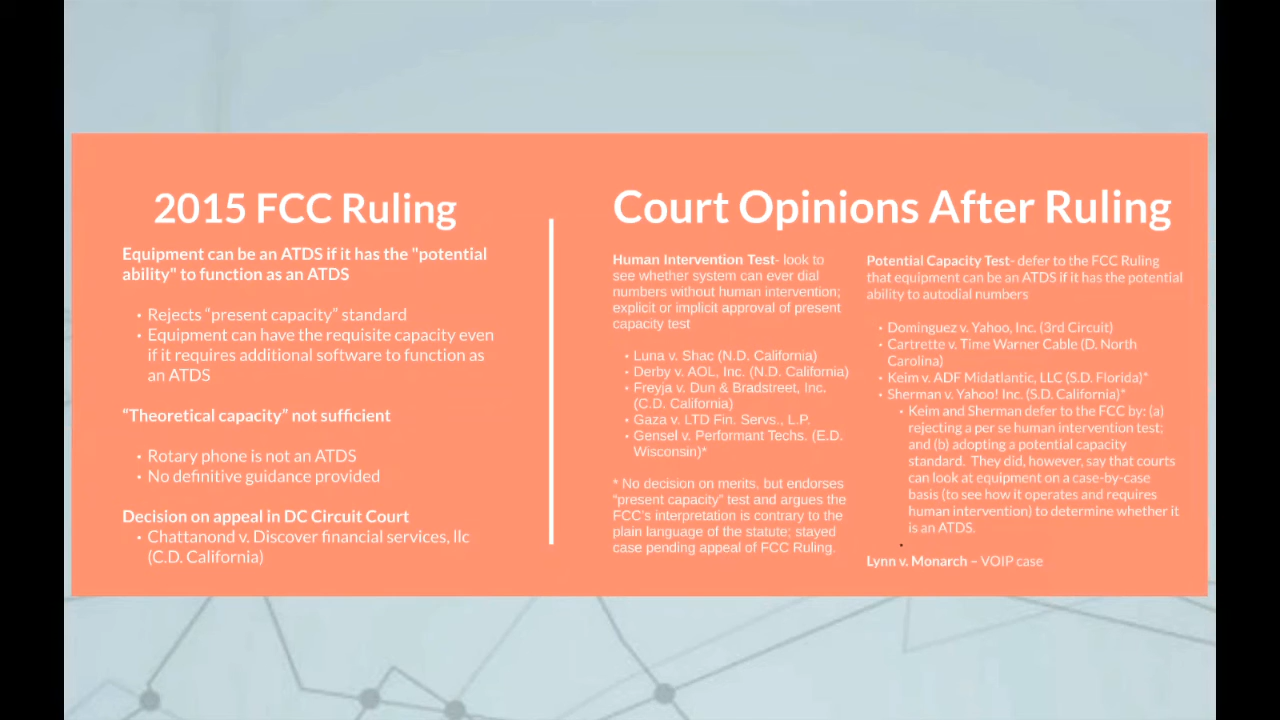 2015 FCC Ruling
Equipment can be an ATDS if it has the "potential
ability" to function as an ATDS
• Rejects “present capacity” standard
• Equipment can have the requisite capacity even
if it requires additional software to function as
an ATDS
“Theoretical capacity” not sufficient
• Rotary phone is not an ATDS
• No definitive guidance provided
Decision on appeal in DC Circuit Court
• Chattanond v. Discover financial services, llc
(C.D. California)
Court Opinions After Ruling
Human Intervention Test- look to
see whether system can ever dial
numbers without human intervention;
explicit or implicit approval of present
capacity test
• Luna v. Shac (N.D. California)
• Derby v. AOL, Inc. (N.D. California)
• Freyja v. Dun & Bradstreet, Inc.
(C.D. California)
• Gaza v. LTD Fin. Servs., L.P.
• Gensel v. Performant Techs. (E.D.
Wisconsin)*
* No decision on merits, but endorses
“present capacity” test and argues the
FCC’s interpretation is contrary to the
plain language of the statute; stayed
case pending appeal of FCC Ruling.
Potential Capacity Test- defer to the FCC Ruling
that equipment can be an ATDS if it has the potential
ability to autodial numbers
• Dominguez v. Yahoo, Inc. (3rd Circuit)
• Cartrette v. Time Warner Cable (D. North
Carolina)
• Keim v. ADF Midatlantic, LLC (S.D. Florida)*
• Sherman v. Yahoo! Inc. (S.D. California)*
• Keim and Sherman defer to the FCC by: (a)
rejecting a per se human intervention test;
and (b) adopting a potential capacity
standard. They did, however, say that courts
can look at equipment on a case-by-case
basis (to see how it operates and requires
human intervention) to determine whether it
is an ATDS.
Lynn v. Monarch – VOIP case